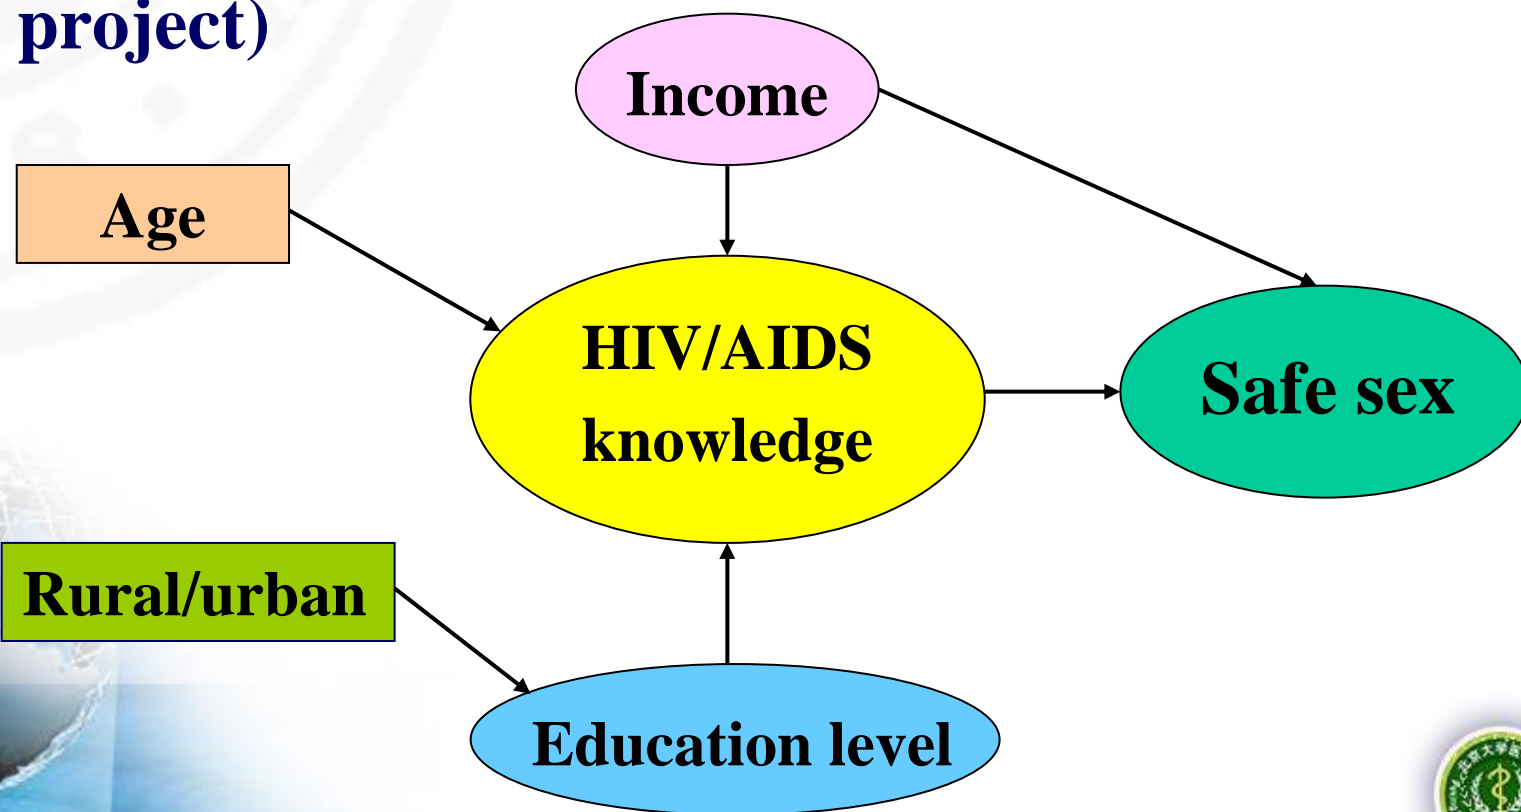 project)
Income
Age
HIV/AIDS
knowledge
Safe sex
Rural/urban
Education level